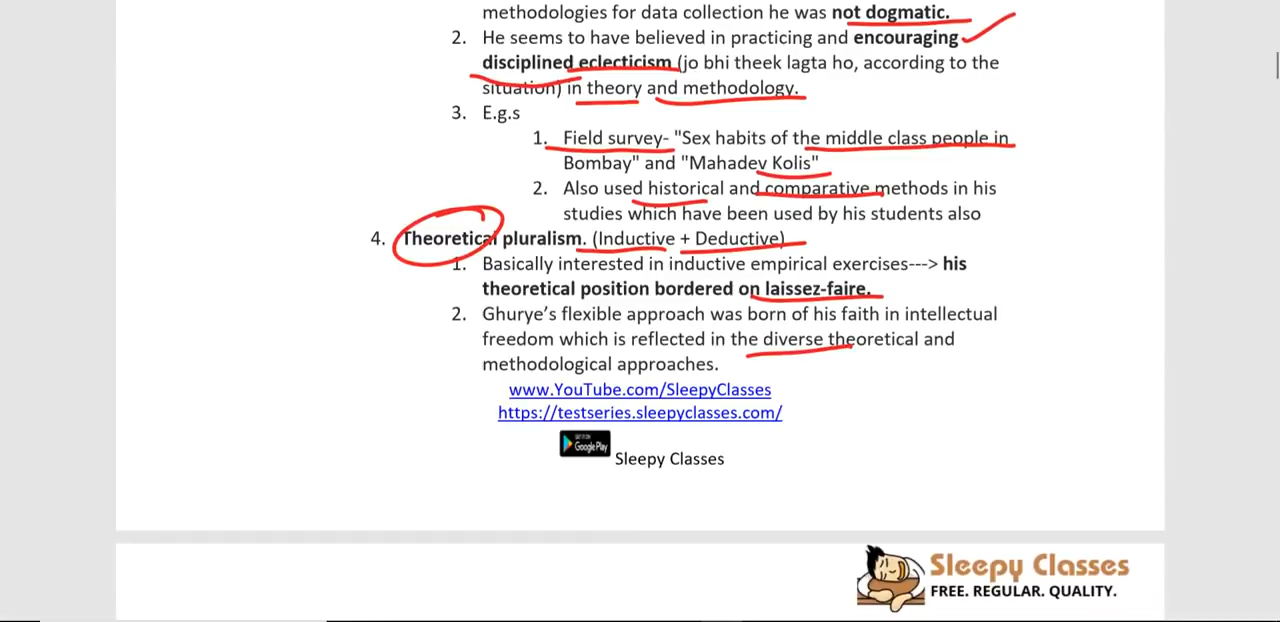 methodologies for data collection he was not dogmatic.
2. He seems to have believed in practicing and encouraging
disciplined eclecticism (jo bhi theek lagta ho, according to the
situation) in theory and methodology.
3. E.g.s
1. Field survey- "Sex habits of the middle class people in
Bombay" and "Mahadev Kolis"
2. Also used historical and comparative methods in his
studies which have been used by his students also
4. Theoretical pluralism. (Inductive + Deductive)
1. Basically interested in inductive empirical exercises---> his
theoretical position bordered on laissez-faire.
2. Ghurye’s flexible approach was born of his faith in intellectual
freedom which is reflected in the diverse theoretical and
methodological approaches.
www.YouTube.com/SleepyClasses
https://testseries.sleepyclasses.com/
GET IT ON
Google Play
Sleepy Classes
Sleepy Classes
FREE. REGULAR. QUALITY.